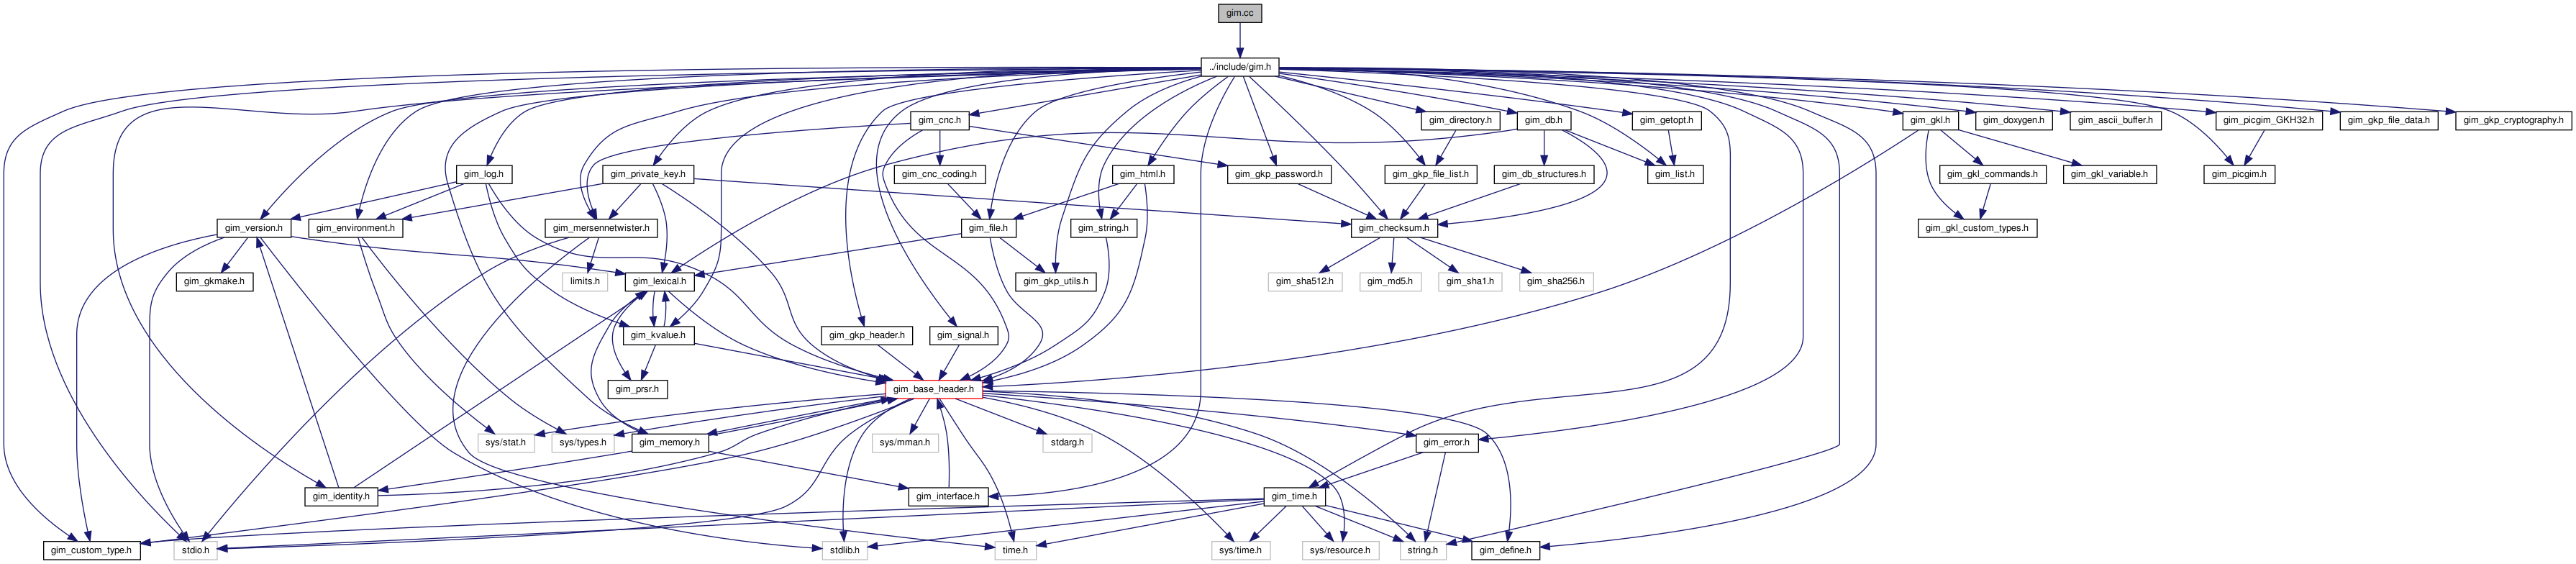 gim.cc
../include/gim.h
gim_cnc.h
gim_directory.h
gim_db.h
gim_getopt.h
gim_gkl.h
gim_doxygen.h
gim_ascii_buffer.h
gim_picgim_GKH32.h
gim_gkp_file_data.h
gim_gkp_cryptography.h
gim_log.h
gim_private_key.h
gim_cnc_coding.h
gim_html.h
gim_gkp_password.h
gim_gkp_file_list.h
gim_db_structures.h
gim_list.h
gim_gkl_commands.h
gim_gkl_variable.h
gim_picgim.h
gim_version.h
gim_environment.h
gim_mersennetwister.h
gim_file.h
gim_string.h
gim_checksum.h
gim_gkl_custom_types.h
gim_gkmake.h
limits.h
gim_lexical.h
gim_gkp_utils.h
gim_sha512.h
gim_md5.h
gim_sha1.h
gim_sha256.h
gim_kvalue.h
gim_gkp_header.h
gim_signal.h
gim_prsr.h
gim_base_header.h
sys/stat.h
sys/types.h
gim_memory.h
sys/mman.h
stdarg.h
gim_error.h
gim_identity.h
gim_interface.h
gim_time.h
gim_custom_type.h
stdio.h
stdlib.h
time.h
sys/time.h
sys/resource.h
string.h
gim_define.h